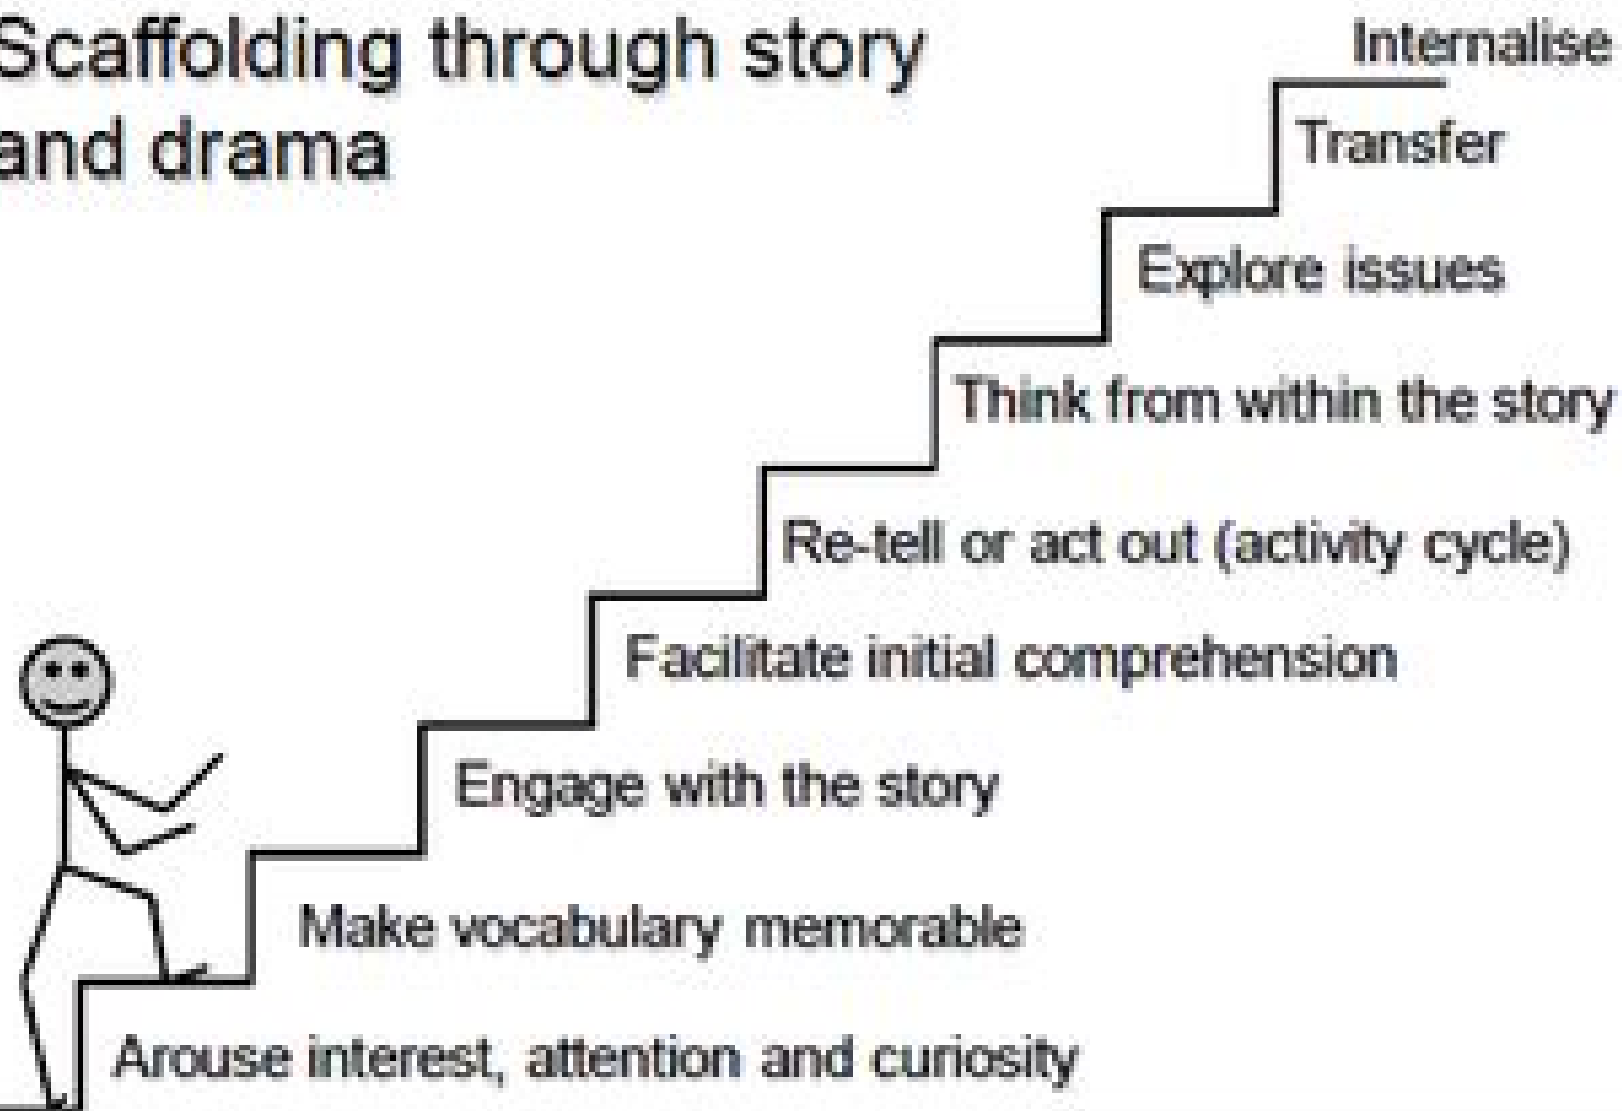 Scaffolding through story
and drama
Internalise
Transfer
Explore issues
Think from within the story
Re-tell or act out (activity cycle)
Facilitate initial comprehension
Engage with the story
Make vocabulary memorable
Arouse interest, attention and curiosity